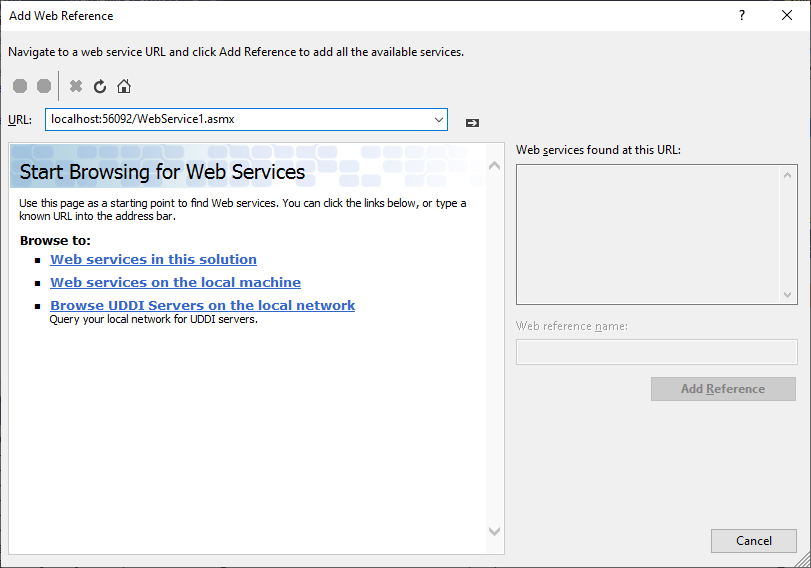 Add Web Reference
?
Navigate to a web service URL and click Add Reference to add all the available services.
URL:
localhost:56092/WebService1.asmx
Start Browsing for Web Services
Use this page as a starting point to find Web services. You can click the links below, or type a
known URL into the address bar.
Browse to:
Web services in this solution
Web services on the local machine
Browse UDDI Servers on the local network
Query your local network for UDDI servers.
Web services found at this URL:
Web reference name:
Add Reference
Cancel